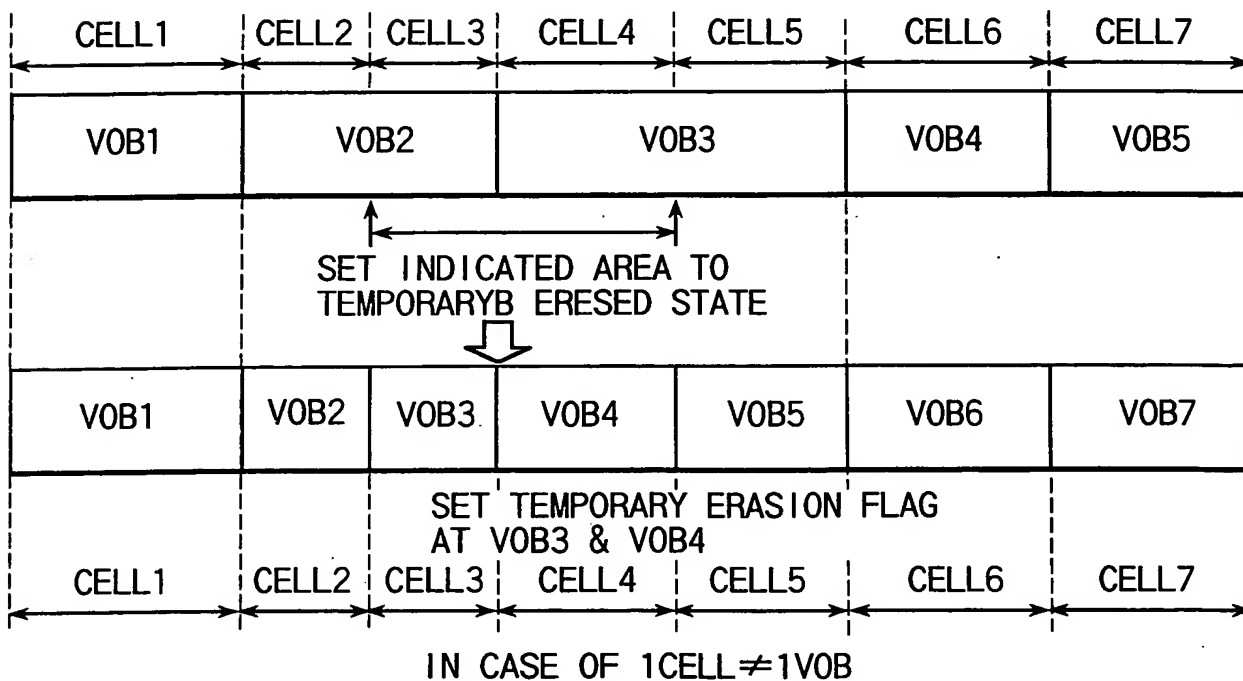 CELL1 CELL2 CELL3 CELL4 CELL5 CELL6 CELL7
VOB1 VOB2 VOB3 VOB4 VOB5
SET INDICATED AREA TO
TEMPORARYB ERESED STATE
VOB1 VOB2 VOB3 VOB4 VOB5 VOB6 VOB7
SET TEMPORARY ERASION FLAG
AT VOB3 & VOB4
CELL1 CELL2 CELL3 CELL4 CELL5 CELL6 CELL7
IN CASE OF 1CELL≠1VOB